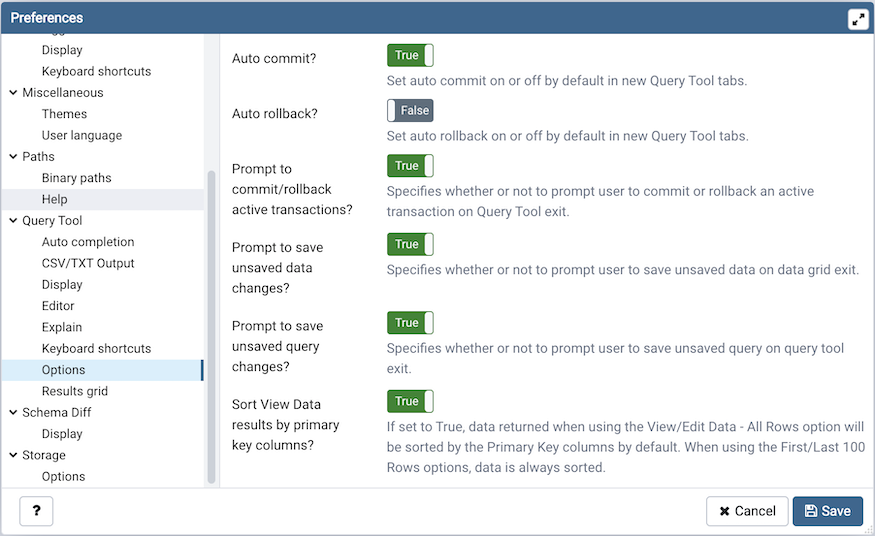 Preferences
Display
Keyboard shortcuts
Miscellaneous
Themes
User language
Paths
Binary paths
Help
Query Tool
Auto completion
CSV/TXT Output
Display
Editor
Explain
Keyboard shortcuts
Options
Results grid
Schema Diff
Display
Storage
Options
Auto commit?
True
Set auto commit on or off by default in new Query Tool tabs.
Auto rollback?
False
Set auto rollback on or off by default in new Query Tool tabs.
Prompt to
commit/rollback
active transactions?
True
Specifies whether or not to prompt user to commit or rollback an active
transaction on Query Tool exit.
Prompt to save
unsaved data
changes?
True
Specifies whether or not to prompt user to save unsaved data on data grid exit.
Prompt to save
unsaved query
changes?
True
Specifies whether or not to prompt user to save unsaved query on query tool
exit.
Sort View Data
results by primary
key columns?
True
If set to True, data returned when using the View/Edit Data - All Rows option will
be sorted by the Primary Key columns by default. When using the First/Last 100
Rows options, data is always sorted.
?
Cancel
Save